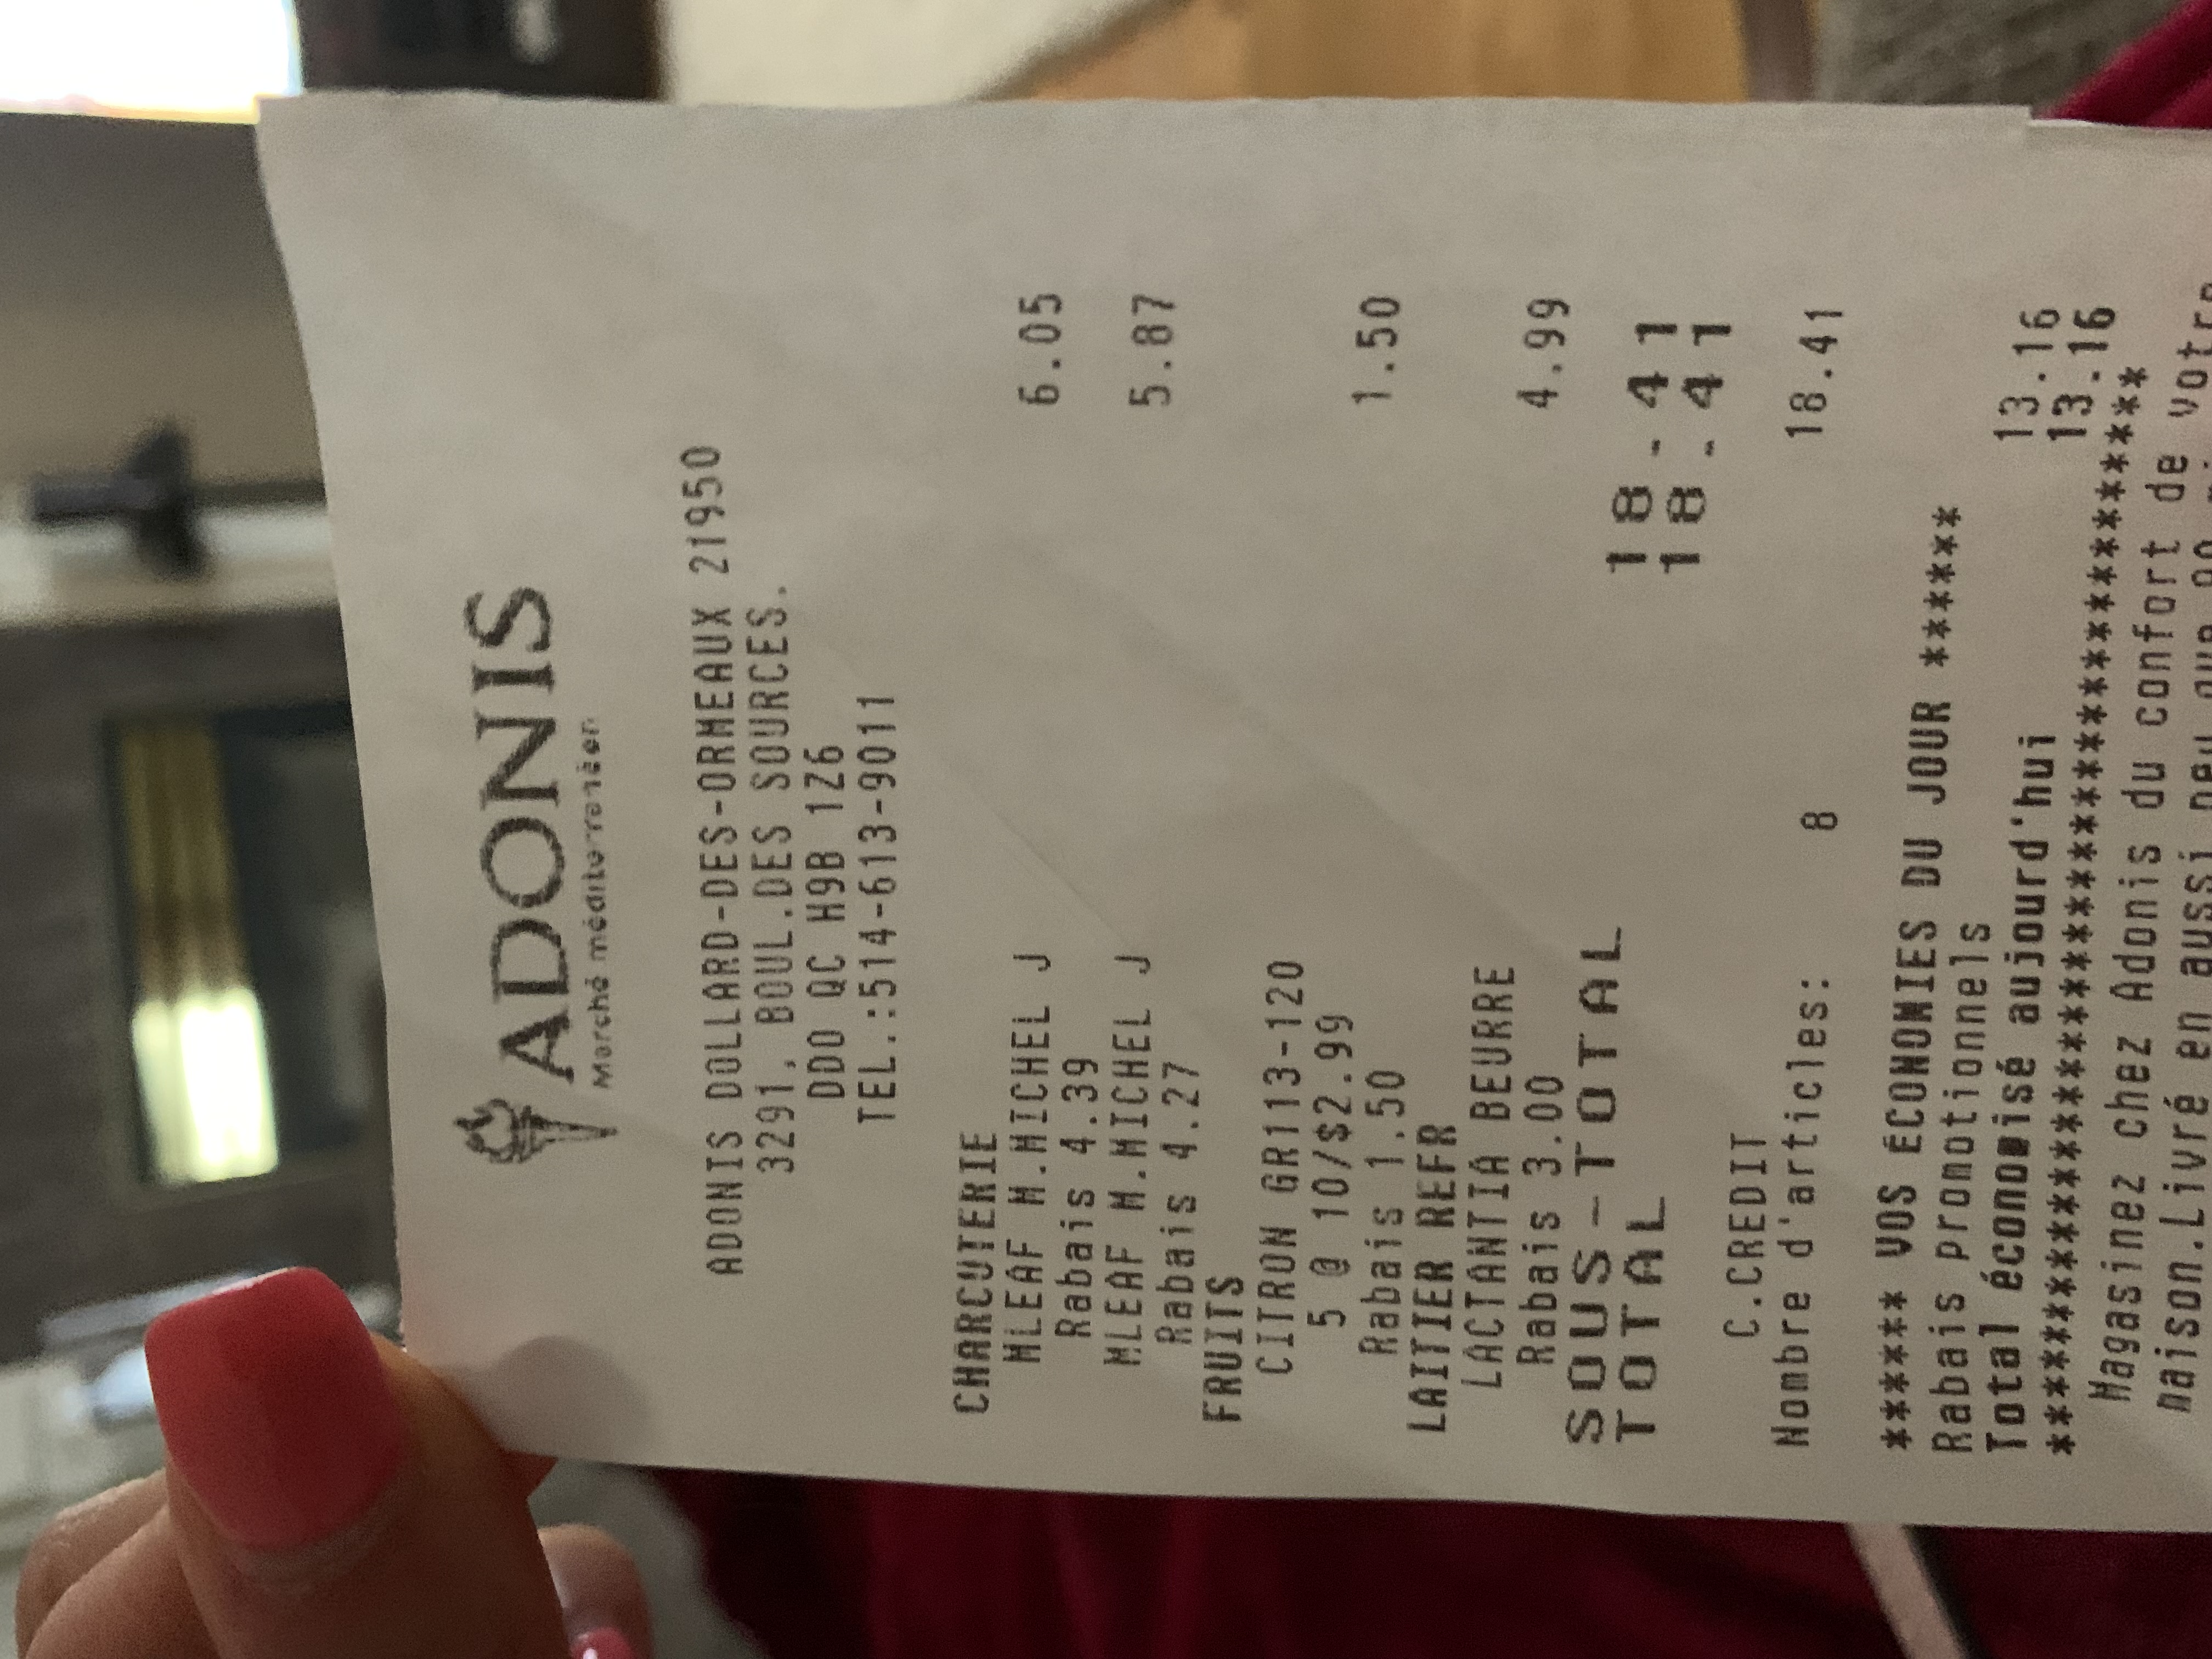 ADONIS
Marché méditerranéen
ADONIS DOLLARD-DES-ORMEAUX 21950
3291, BOUL.DES SOURCES.
DDO QC H9B 1Z6
TEL.:514-613-9011
CHARCUTERIE
MLEAF M.MICHEL J 6.05
Rabais 4.39
MLEAF M.MICHEL J 5.87
Rabais 4.27
FRUITS
CITRON GR113-120
5 @ 10/$2.99
Rabais 1.50 1.50
LAITIER REFR
LACTANTIA BEURRE
Rabais 3.00 4.99
SOUS-TOTAL 18.41
TOTAL 18.41
C.CREDIT
Nombre d'articles: 8 18.41
****** VOS ÉCONOMIES DU JOUR ******
Rabais promotionnels 13.16
Total économisé aujourd'hui 13.16
******************************************
Magasinez chez Adonis du confort de votre
maison.Livré en aussi peu que 90